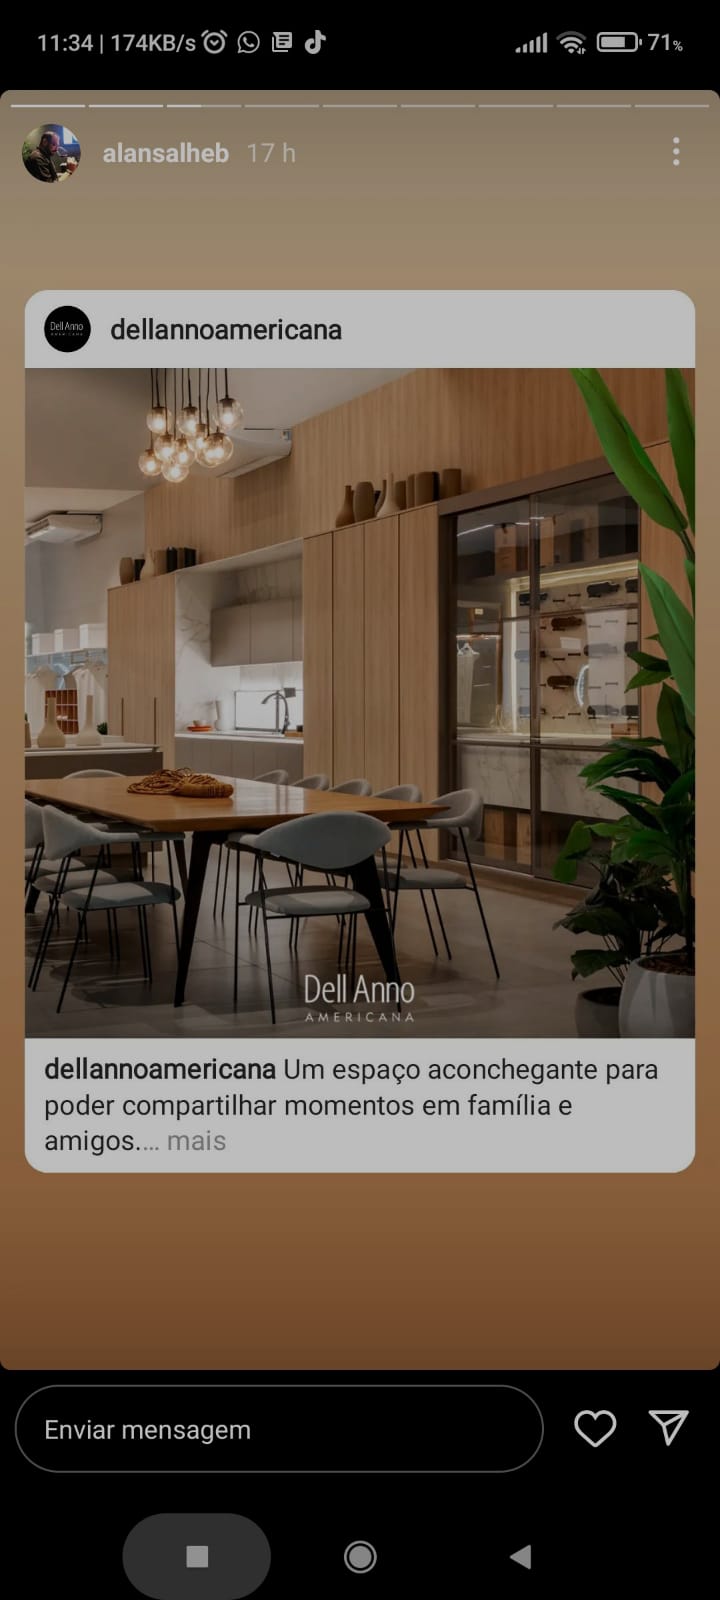 11:34 | 174KB/s 71%
alansalheb 17 h
Dell Anno
dellannoamericana
Dell Anno
AMERICANA
dellannoamericana Um espaço aconchegante para
poder compartilhar momentos em família e
amigos.... mais
Enviar mensagem